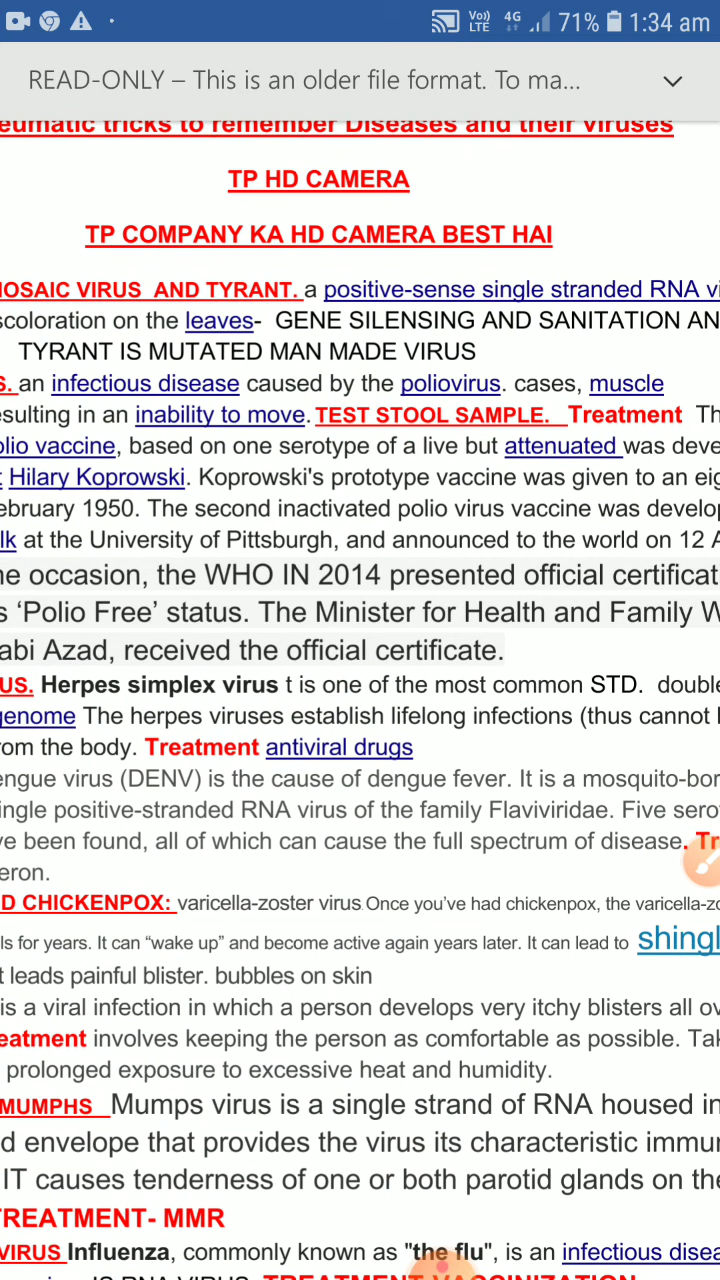 Vo)) LTE 4G 71% 1:34 am
READ-ONLY – This is an older file format. To ma...
eumatic tricks to remember Diseases and their Viruses
TP HD CAMERA
TP COMPANY KA HD CAMERA BEST HAI
MOSAIC VIRUS AND TYRANT. a positive-sense single stranded RNA vi
scoloration on the leaves- GENE SILENSING AND SANITATION AN
TYRANT IS MUTATED MAN MADE VIRUS
S. an infectious disease caused by the poliovirus. cases, muscle
esulting in an inability to move. TEST STOOL SAMPLE. Treatment Th
olio vaccine, based on one serotype of a live but attenuated was deve
t Hilary Koprowski. Koprowski's prototype vaccine was given to an eig
ebruary 1950. The second inactivated polio virus vaccine was develop
lk at the University of Pittsburgh, and announced to the world on 12 A
he occasion, the WHO IN 2014 presented official certificat
s ‘Polio Free’ status. The Minister for Health and Family W
abi Azad, received the official certificate.
US. Herpes simplex virus t is one of the most common STD. double
genome The herpes viruses establish lifelong infections (thus cannot
rom the body. Treatment antiviral drugs
engue virus (DENV) is the cause of dengue fever. It is a mosquito-bor
ingle positive-stranded RNA virus of the family Flaviviridae. Five sero
ve been found, all of which can cause the full spectrum of disease. Tr
eron.
D CHICKENPOX: varicella-zoster virus. Once you’ve had chickenpox, the varicella-zo
ls for years. It can “wake up” and become active again years later. It can lead to shingl
t leads painful blister. bubbles on skin
is a viral infection in which a person develops very itchy blisters all ov
eatment involves keeping the person as comfortable as possible. Tak
prolonged exposure to excessive heat and humidity.
MUMPHS Mumps virus is a single strand of RNA housed in
d envelope that provides the virus its characteristic immu
IT causes tenderness of one or both parotid glands on the
TREATMENT- MMR
VIRUS Influenza, commonly known as "the flu", is an infectious disea
IS RNA VIRUS. TREATMENT VACCINIZATION